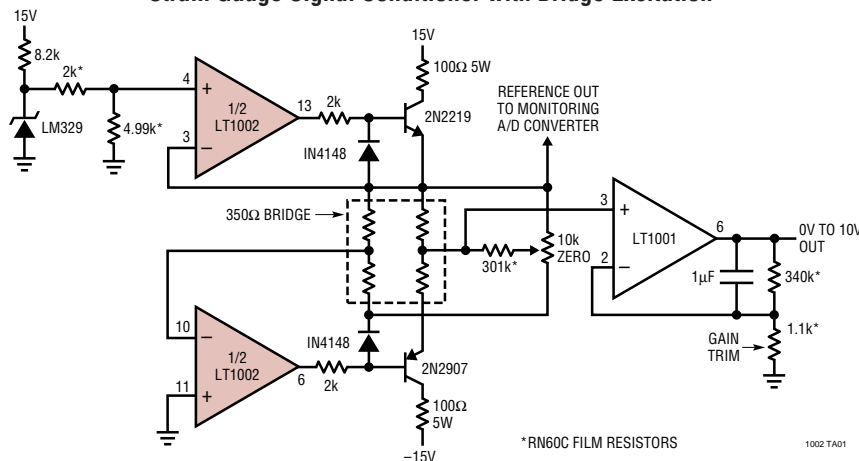 Strain Gauge Signal Conditioner with Bridge Excitation
15V
8.2k
2k*
LM329
4.99k*
4
+
3
–
1/2
LT1002
13
2k
IN4148
15V
100Ω 5W
2N2219
REFERENCE OUT
TO MONITORING
A/D CONVERTER
350Ω BRIDGE
301k*
10k
ZERO
3
+
2
–
LT1001
6
0V TO 10V
OUT
1µF
340k*
GAIN
TRIM
1.1k*
10
–
11
+
1/2
LT1002
6
2k
IN4148
2N2907
100Ω
5W
–15V
*RN60C FILM RESISTORS
1002 TA01